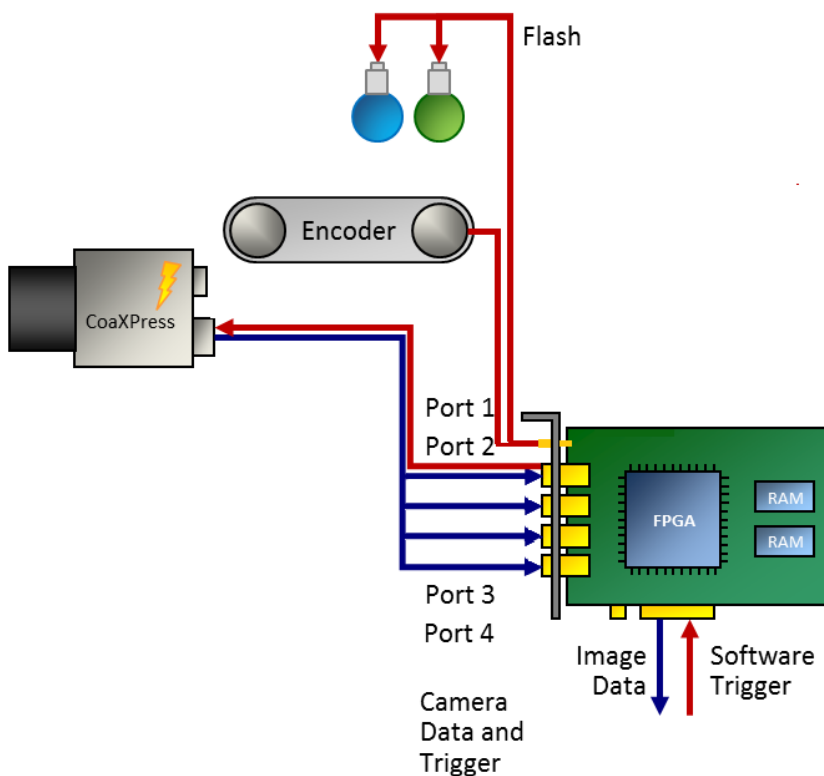 Flash
Encoder
CoaXPress
Port 1
Port 2
RAM
FPGA
RAM
Port 3
Port 4
Image
Data
Software
Trigger
Camera
Data and
Trigger